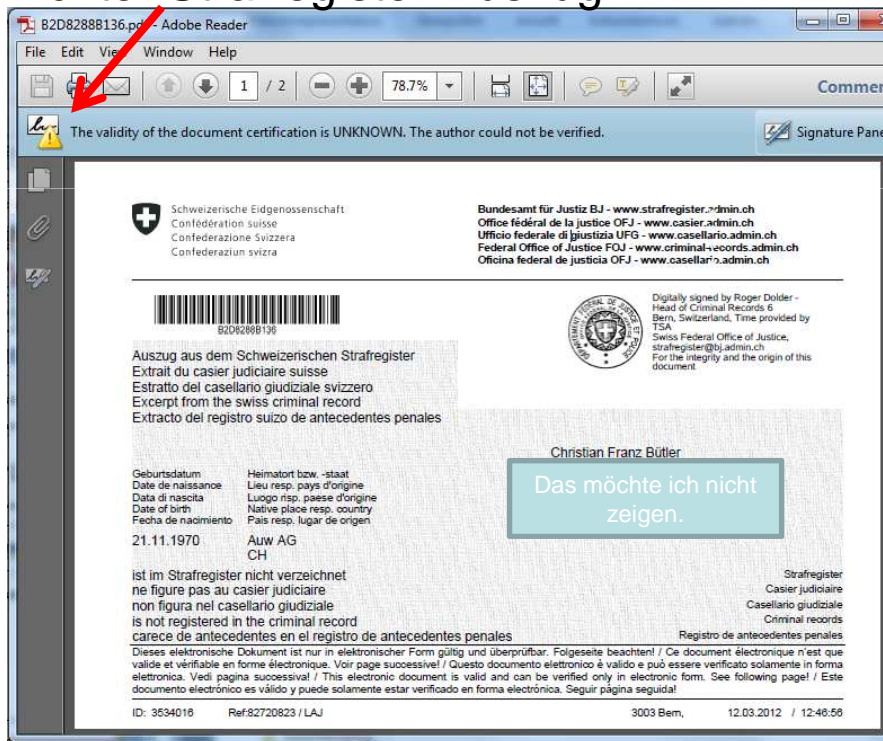 B2D8288B136.pdf - Adobe Reader
File Edit View Window Help
1 / 2 78.7% Commer
The validity of the document certification is UNKNOWN. The author could not be verified. Signature Pane
Schweizerische Eidgenossenschaft
Confédération suisse
Confederazione Svizzera
Confederaziun svizra
Bundesamt für Justiz BJ - www.strafregister.admin.ch
Office fédéral de la justice OFJ - www.casier.admin.ch
Ufficio federale di giustizia UFG - www.casellario.admin.ch
Federal Office of Justice FOJ - www.criminal-records.admin.ch
Oficina federal de justicia OFJ - www.casellario.admin.ch
B2D8288B136
Digitally signed by Roger Dolder -
Head of Criminal Records 6
Bern, Switzerland, Time provided by
TSA
Swiss Federal Office of Justice,
strafregister@bj.admin.ch
For the integrity and the origin of this
document
Auszug aus dem Schweizerischen Strafregister
Extrait du casier judiciaire suisse
Estratto del casellario giudiziale svizzero
Excerpt from the swiss criminal record
Extracto del registro suizo de antecedentes penales
Christian Franz Bütler
Das möchte ich nicht
zeigen.
Geburtsdatum Heimatort bzw. -staat
Date de naissance Lieu resp. pays d'origine
Data di nascita Luogo risp. paese d'origine
Date of birth Native place resp. country
Fecha de nacimiento Pais resp. lugar de origen
21.11.1970 Auw AG
CH
ist im Strafregister nicht verzeichnet
ne figure pas au casier judiciaire
non figura nel casellario giudiziale
is not registered in the criminal record
carece de antecedentes en el registro de antecedentes penales
Strafregister
Casier judiciaire
Casellario giudiziale
Criminal records
Registro de antecedentes penales
Dieses elektronische Dokument ist nur in elektronischer Form gültig und überprüfbar. Folgeseite beachten! / Ce document électronique n'est que
valide et vérifiable en forme électronique. Voir page successive! / Questo documento elettronico è valido e può essere verificato solamente in forma
elettronica. Vedi pagina successiva! / This electronic document is valid and can be verified only in electronic form. See following page! / Este
documento electrónico es válido y puede solamente estar verificado en forma electrónica. Seguir página seguida!
ID: 3534016 Ref:82720823 / LAJ 3003 Bern, 12.03.2012 / 12:46:56